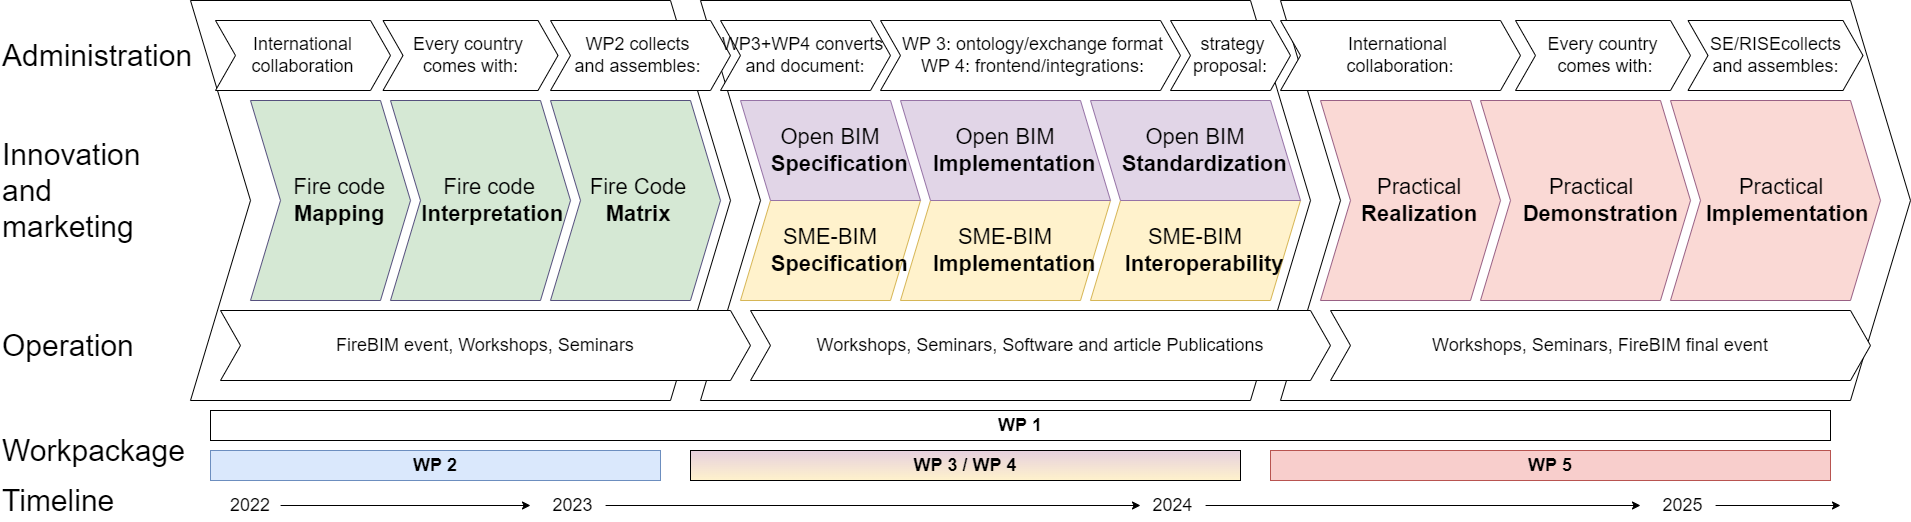 Administration
International
collaboration
Every country
comes with:
WP2 collects
and assembles:
WP3+WP4 converts
and document:
WP 3: ontology/exchange format
WP 4: frontend/integrations:
strategy
proposal:
International
collaboration:
Every country
comes with:
SE/RISEcollects
and assembles:
Innovation
and
marketing
Fire code
Mapping
Fire code
Interpretation
Fire Code
Matrix
Open BIM
Specification
Open BIM
Implementation
Open BIM
Standardization
SME-BIM
Specification
SME-BIM
Implementation
SME-BIM
Interoperability
Practical
Realization
Practical
Demonstration
Practical
Implementation
Operation
FireBIM event, Workshops, Seminars
Workshops, Seminars, Software and article Publications
Workshops, Seminars, FireBIM final event
Workpackage
WP 1
WP 2
WP 3 / WP 4
WP 5
Timeline
2022
2023
2024
2025